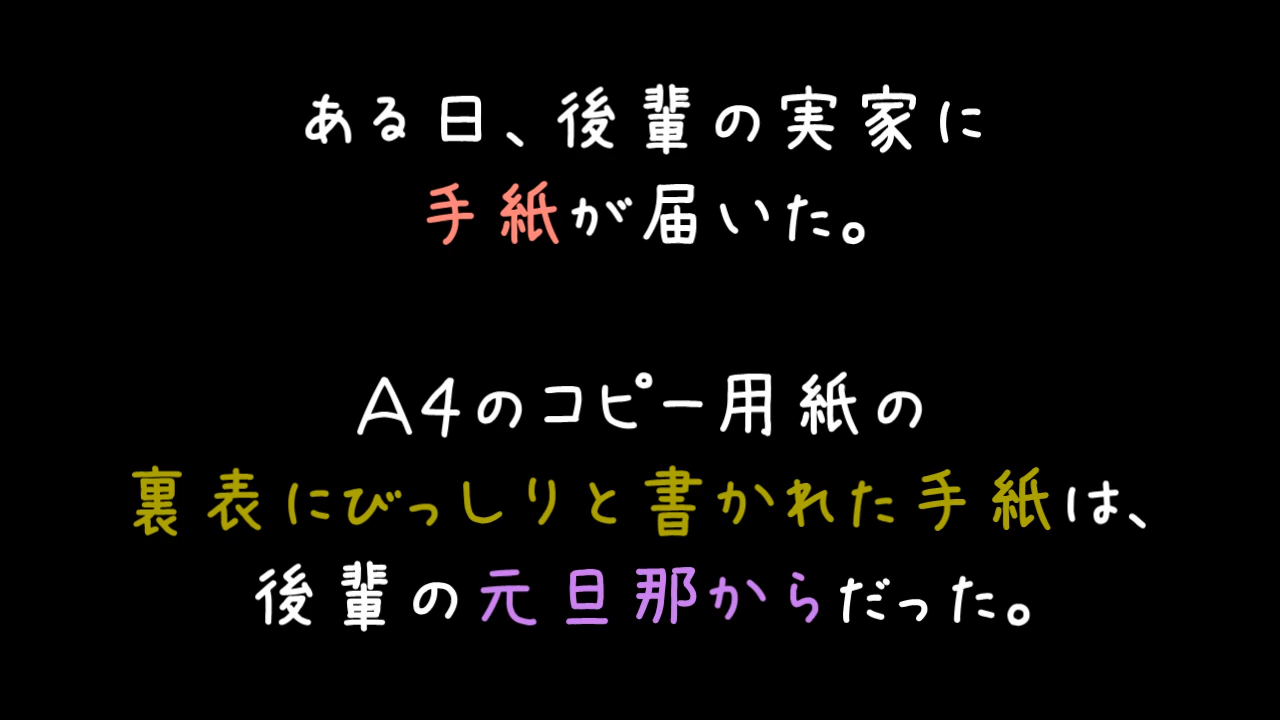 ある日、後輩の実家に
手紙が届いた。
A4のコピー用紙の
裏表にびっしりと書かれた手紙は、
後輩の元旦那からだった。